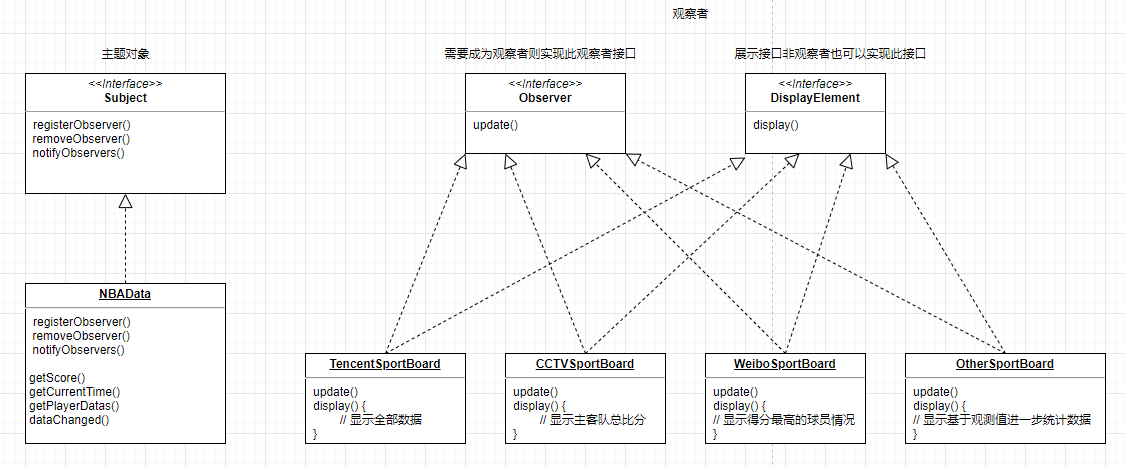 观察者
主题对象
需要成为观察者则实现此观察者接口
展示接口非观察者也可以实现此接口
<<Interface>>
Subject
registerObserver()
removeObserver()
notifyObservers()
<<Interface>>
Observer
update()
<<Interface>>
DisplayElement
display()
NBAData
registerObserver()
removeObserver()
notifyObservers()
getScore()
getCurrentTime()
getPlayerDatas()
dataChanged()
TencentSportBoard
update()
display() {
// 显示全部数据
}
CCTVSportBoard
update()
display() {
// 显示主客队总比分
}
WeiboSportBoard
update()
display() {
// 显示得分最高的球员情况
}
OtherSportBoard
update()
display() {
// 显示基于观测值进一步统计数据
}